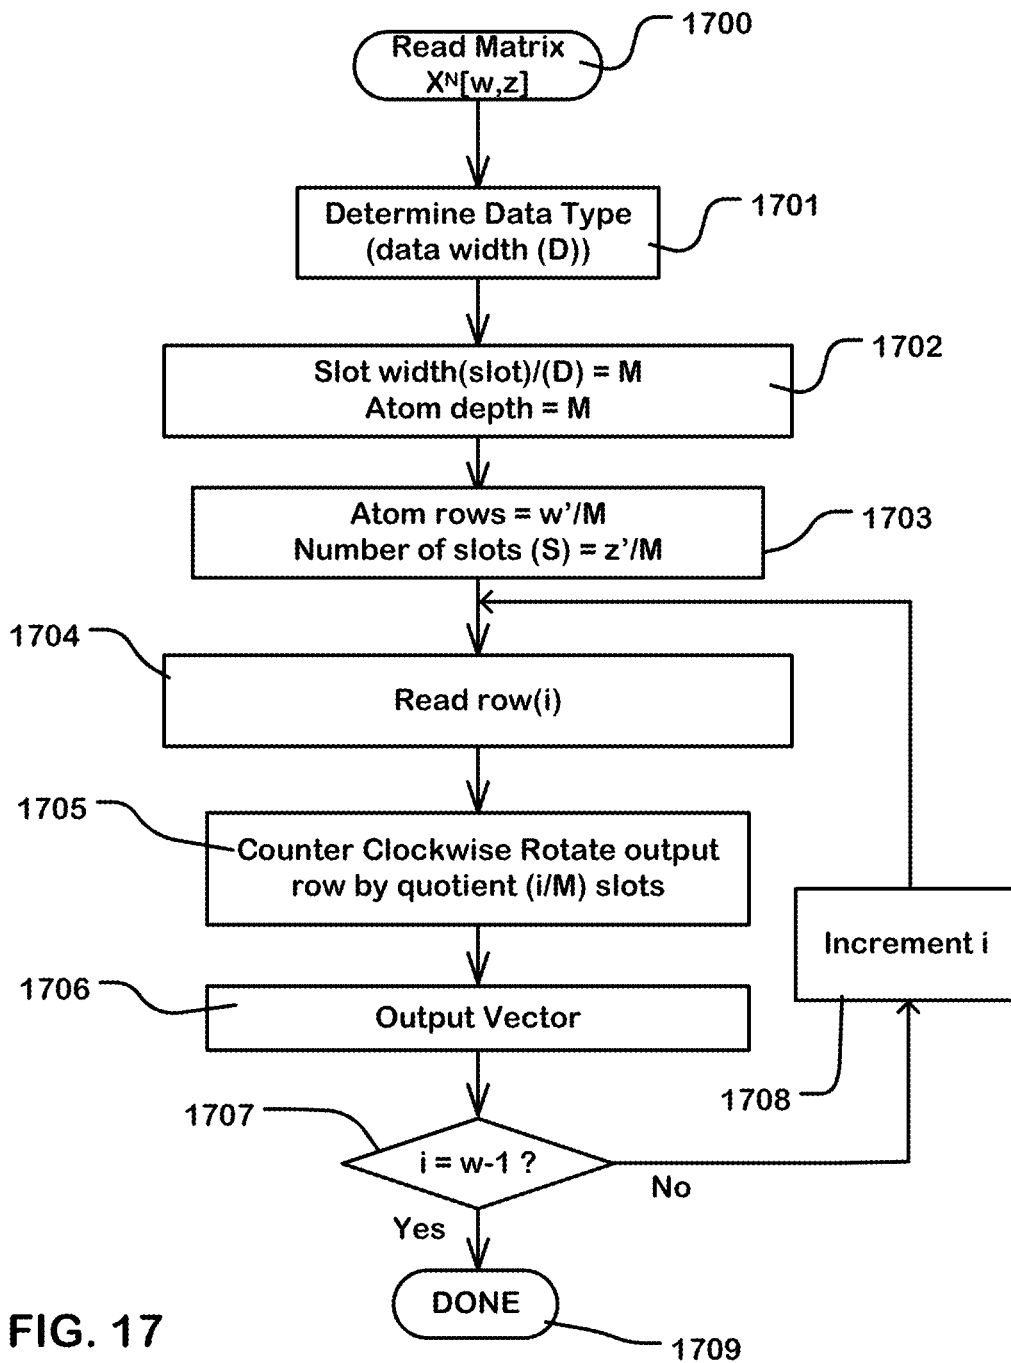 1700
Read Matrix
Xᴺ[w,z]
1701
Determine Data Type
(data width (D))
1702
Slot width(slot)/(D) = M
Atom depth = M
1703
Atom rows = w’/M
Number of slots (S) = z’/M
1704
Read row(i)
1705
Counter Clockwise Rotate output
row by quotient (i/M) slots
Increment i
1706
Output Vector
1708
1707
i = w-1 ?
No
Yes
DONE
1709
FIG. 17